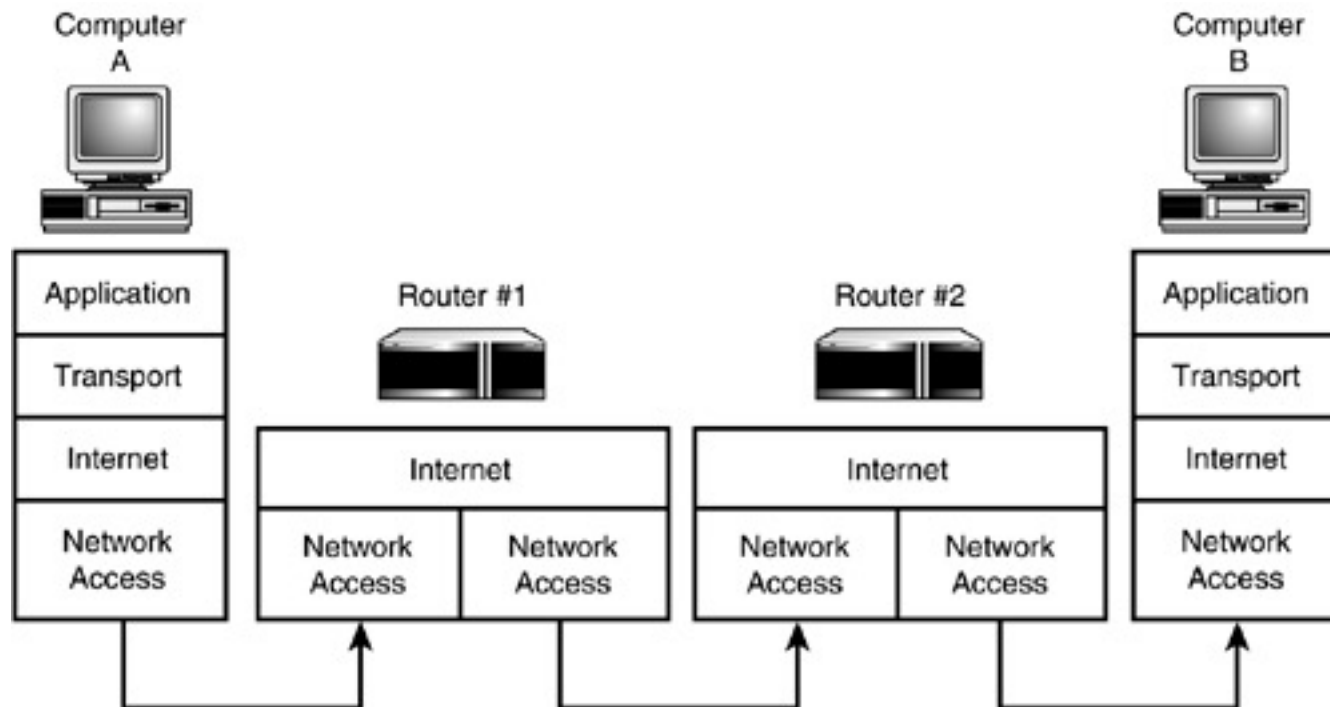 Computer
A
Computer
B
Router #1
Router #2
Application
Transport
Internet
Network
Access
Internet
Network
Access
Network
Access
Internet
Network
Access
Network
Access
Application
Transport
Internet
Network
Access